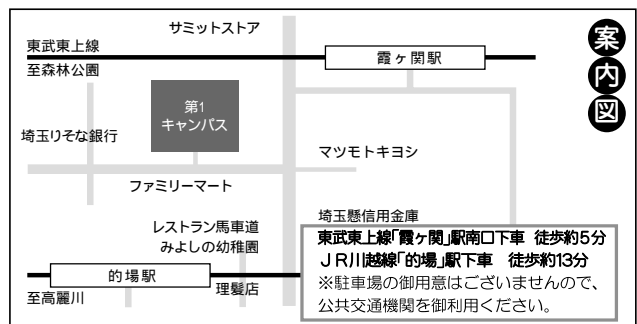 サミットストア
東武東上線
霞ヶ関駅
至森林公園
案内図
第1
キャンパス
埼玉りそな銀行
マツモトキヨシ
ファミリーマート
レストラン馬車道
みよしの幼稚園
埼玉懸信用金庫
東武東上線「霞ヶ関」駅南口下車 徒歩約5分
JR川越線「的場」駅下車 徒歩約13分
※駐車場の御用意はございませんので、
公共交通機関を御利用ください。
的場駅
至高麗川
理髪店